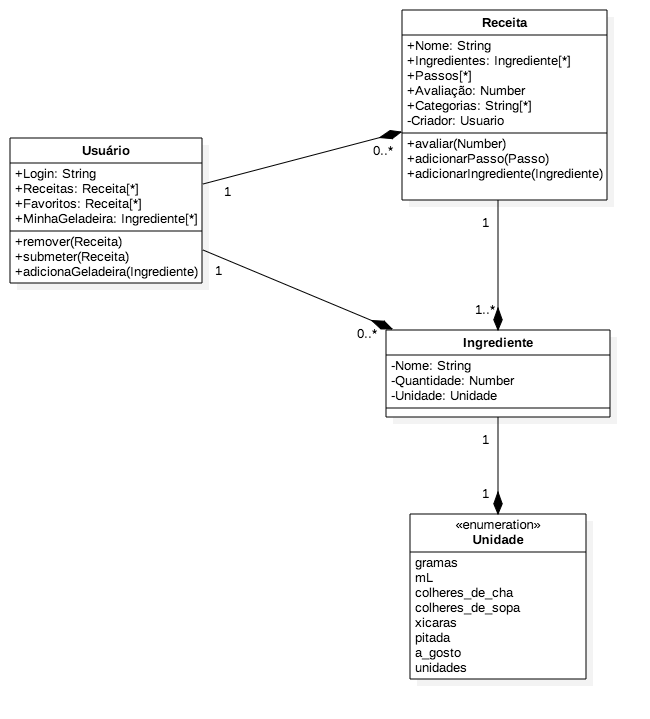 Receita
+Nome: String
+Ingredientes: Ingrediente[*]
+Passos[*]
+Avaliação: Number
+Categorias: String[*]
-Criador: Usuario
+avaliar(Number)
+adicionarPasso(Passo)
+adicionarIngrediente(Ingrediente)
Usuário
+Login: String
+Receitas: Receita[*]
+Favoritos: Receita[*]
+MinhaGeladeira: Ingrediente[*]
+remover(Receita)
+submeter(Receita)
+adicionaGeladeira(Ingrediente)
0..*
1
1
0..*
1
1..*
Ingrediente
-Nome: String
-Quantidade: Number
-Unidade: Unidade
1
1
«enumeration»
Unidade
gramas
mL
colheres_de_cha
colheres_de_sopa
xicaras
pitada
a_gosto
unidades